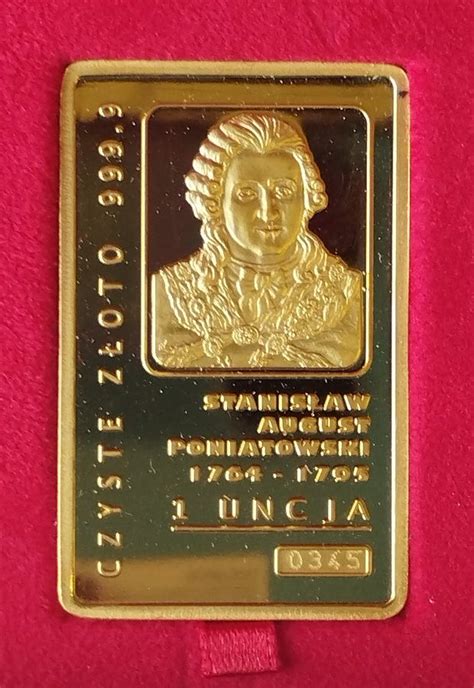 CZYSTE ZŁOTO 999,9
STANISŁAW
AUGUST
PONIATOWSKI
1764 - 1795
1 UNCJA
0345